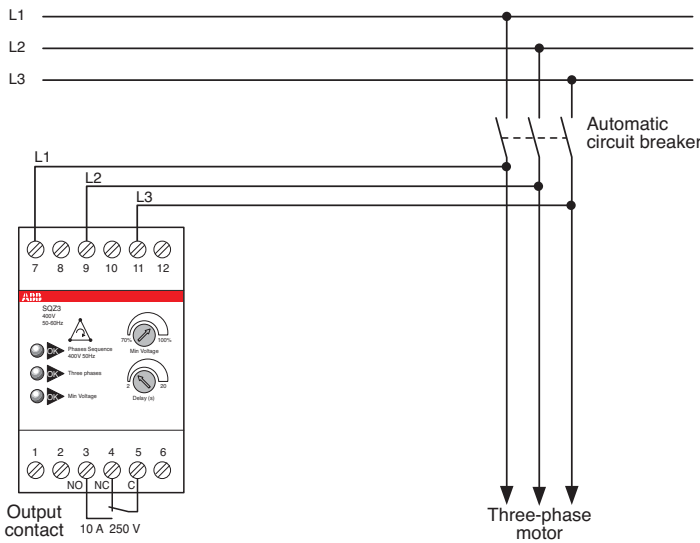 L1
L2
L3
Automatic
circuit breaker
L1
L2
L3
7 8 9 10 11 12
ABB
SQZ3
400V
50-60Hz
70% 100%
Min Voltage
OK Phases Sequence
400V 50Hz
OK Three phases
2 20
Delay (s)
OK Min Voltage
1 2 3 4 5 6
NO NC C
Output
contact
10 A 250 V
Three-phase
motor